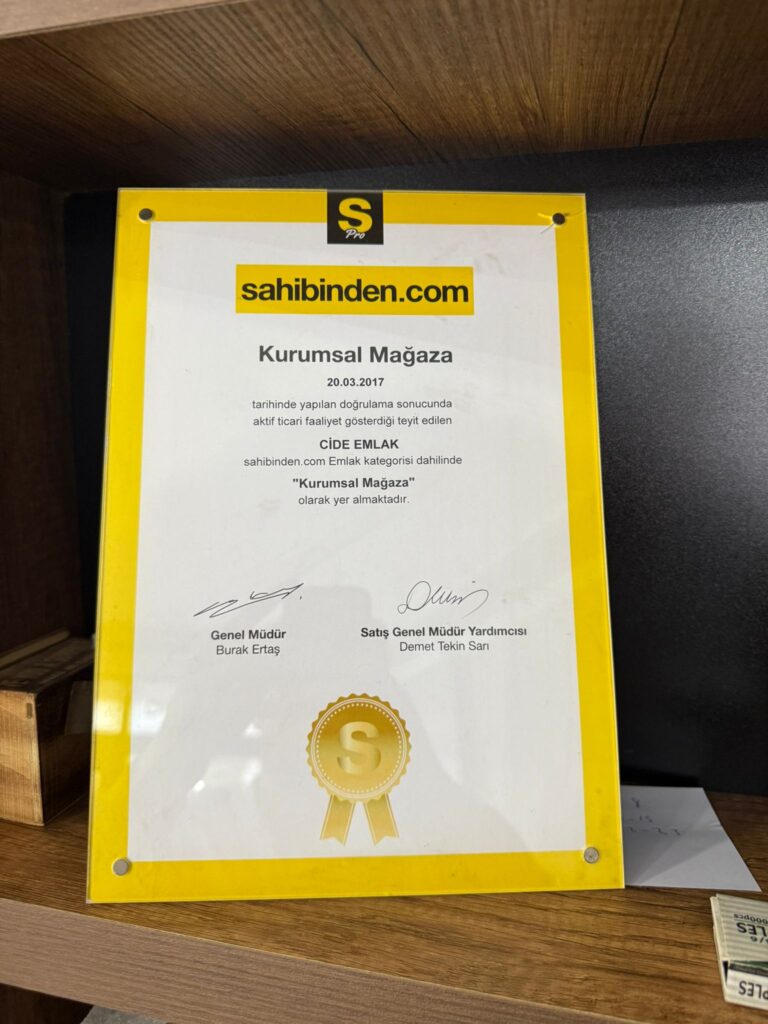 S
Pro
sahibinden.com
Kurumsal Mağaza
20.03.2017
tarihinde yapılan doğrulama sonucunda
aktif ticari faaliyet gösterdiği teyit edilen
CİDE EMLAK
sahibinden.com Emlak kategorisi dahilinde
"Kurumsal Mağaza"
olarak yer almaktadır.
Genel Müdür
Burak Ertaş
Satış Genel Müdür Yardımcısı
Demet Tekin Sarı
S